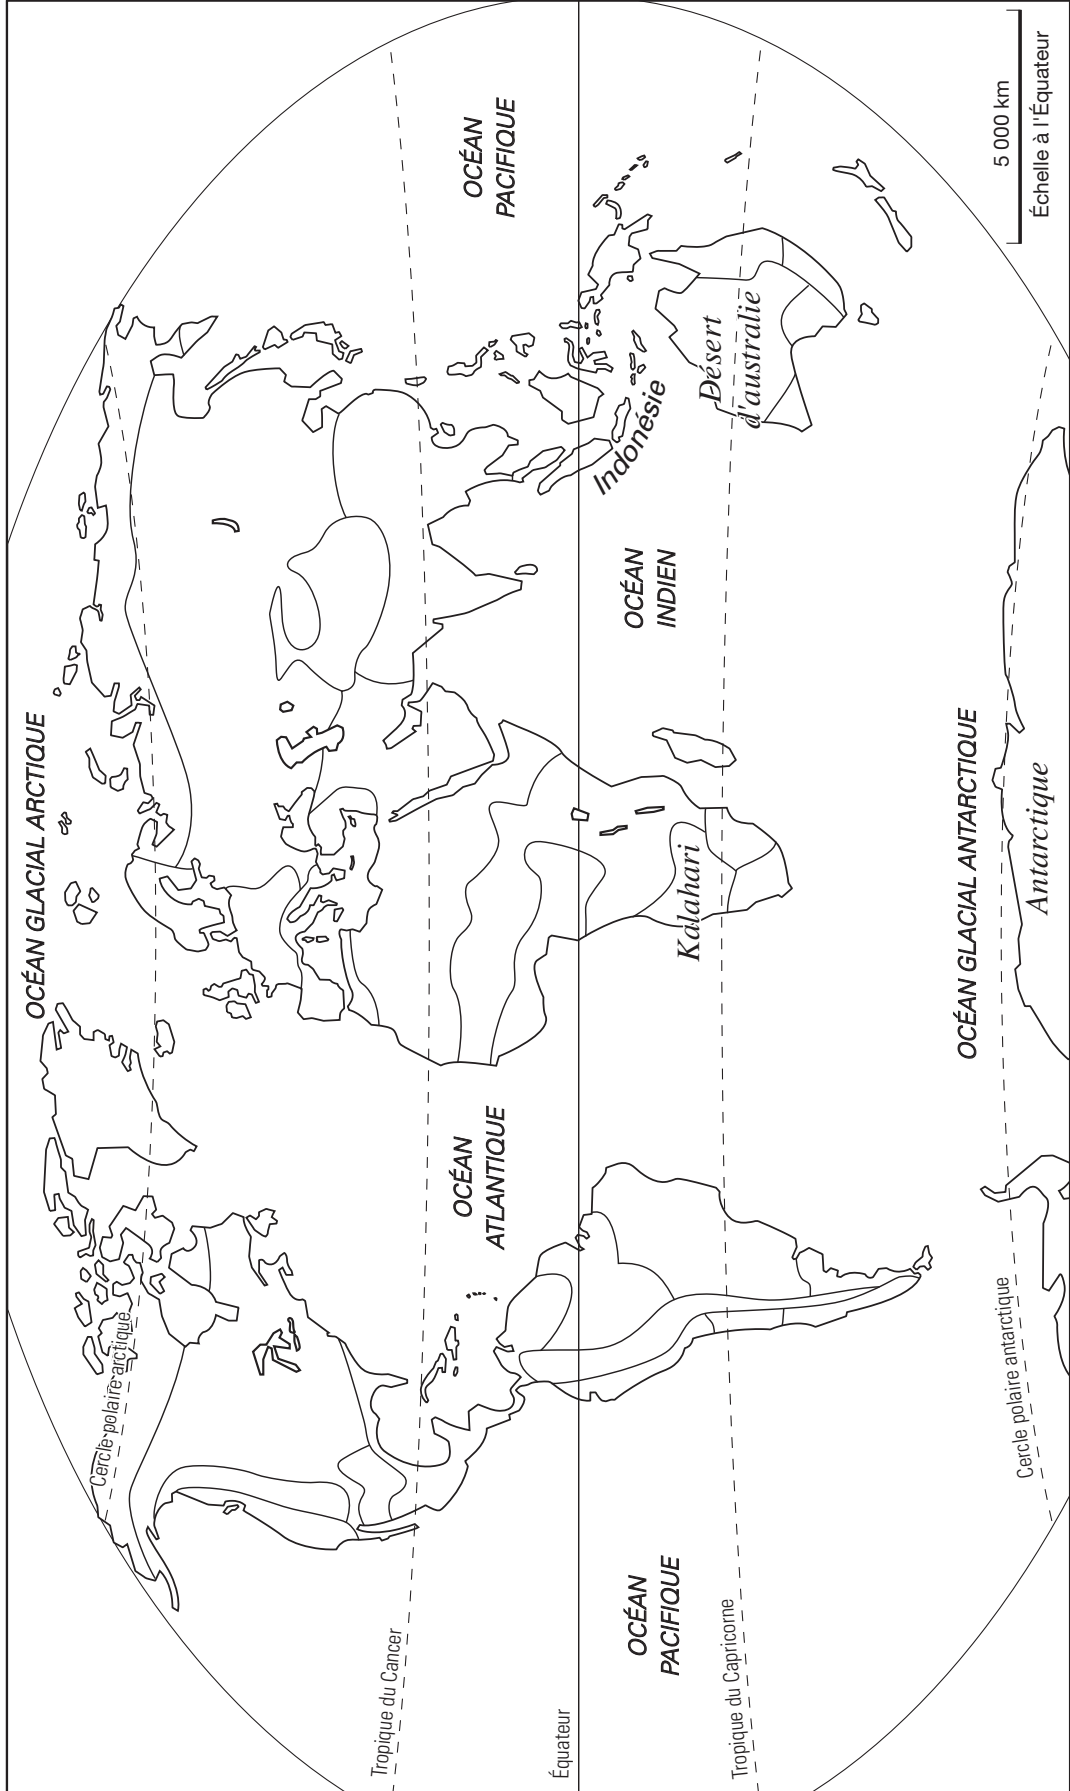 OCÉAN GLACIAL ARCTIQUE
Cercle polaire arctique
Tropique du Cancer
OCÉAN
ATLANTIQUE
OCÉAN
PACIFIQUE
Équateur
OCÉAN
PACIFIQUE
OCÉAN
INDIEN
Indonésie
Kalahari
Désert
d'australie
Tropique du Capricorne
OCÉAN GLACIAL ANTARCTIQUE
Cercle polaire antarctique
Antarctique
5 000 km
Échelle à l'Équateur